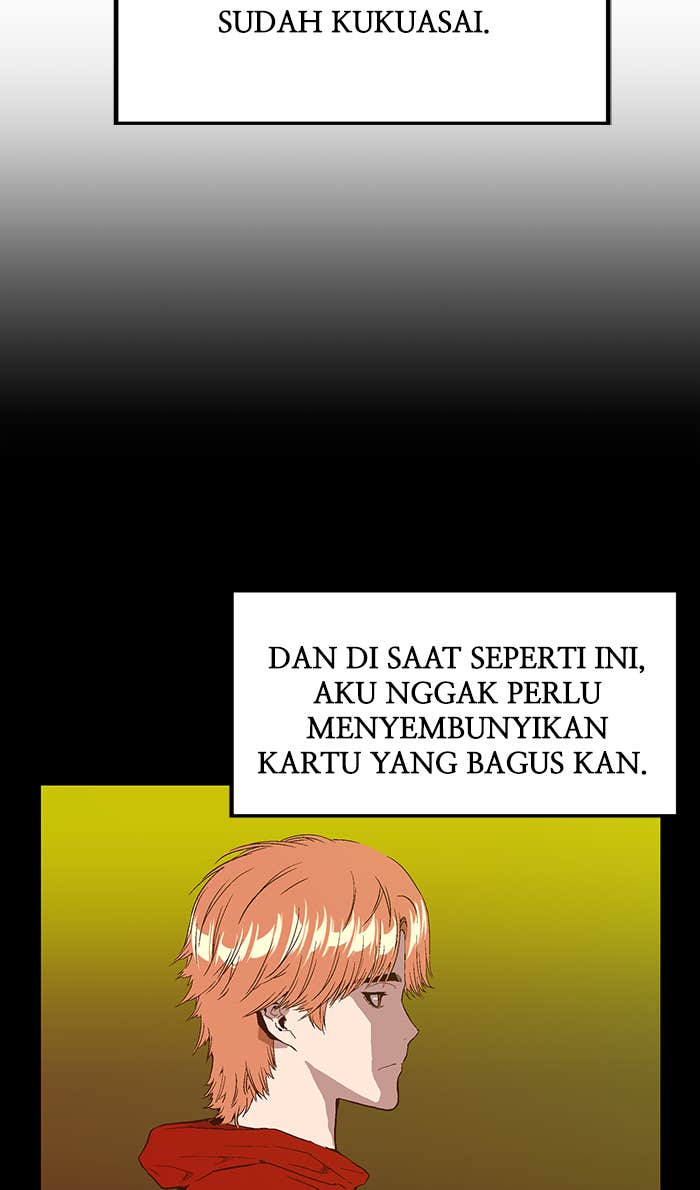 SUDAH KUKUASAI.
DAN DI SAAT SEPERTI INI,
AKU NGGAK PERLU
MENYEMBUNYIKAN
KARTU YANG BAGUS KAN.